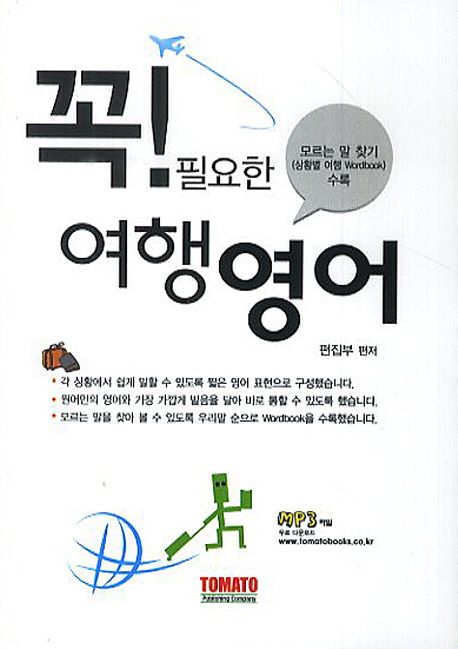 꼭!
필요한
모르는 말 찾기
(상황별 여행 Wordbook)
수록
여행영어
편집부 편저
• 각 상황에서 쉽게 말할 수 있도록 짧은 영어 표현으로 구성했습니다.
• 원어민의 영어와 가장 가깝게 발음을 달아 바로 통할 수 있도록 했습니다.
• 모르는 말을 찾아 볼 수 있도록 우리말 순으로 Wordbook을 수록했습니다.
MP3 파일
무료 다운로드
www.tomatobooks.co.kr
TOMATO
Publishing Company